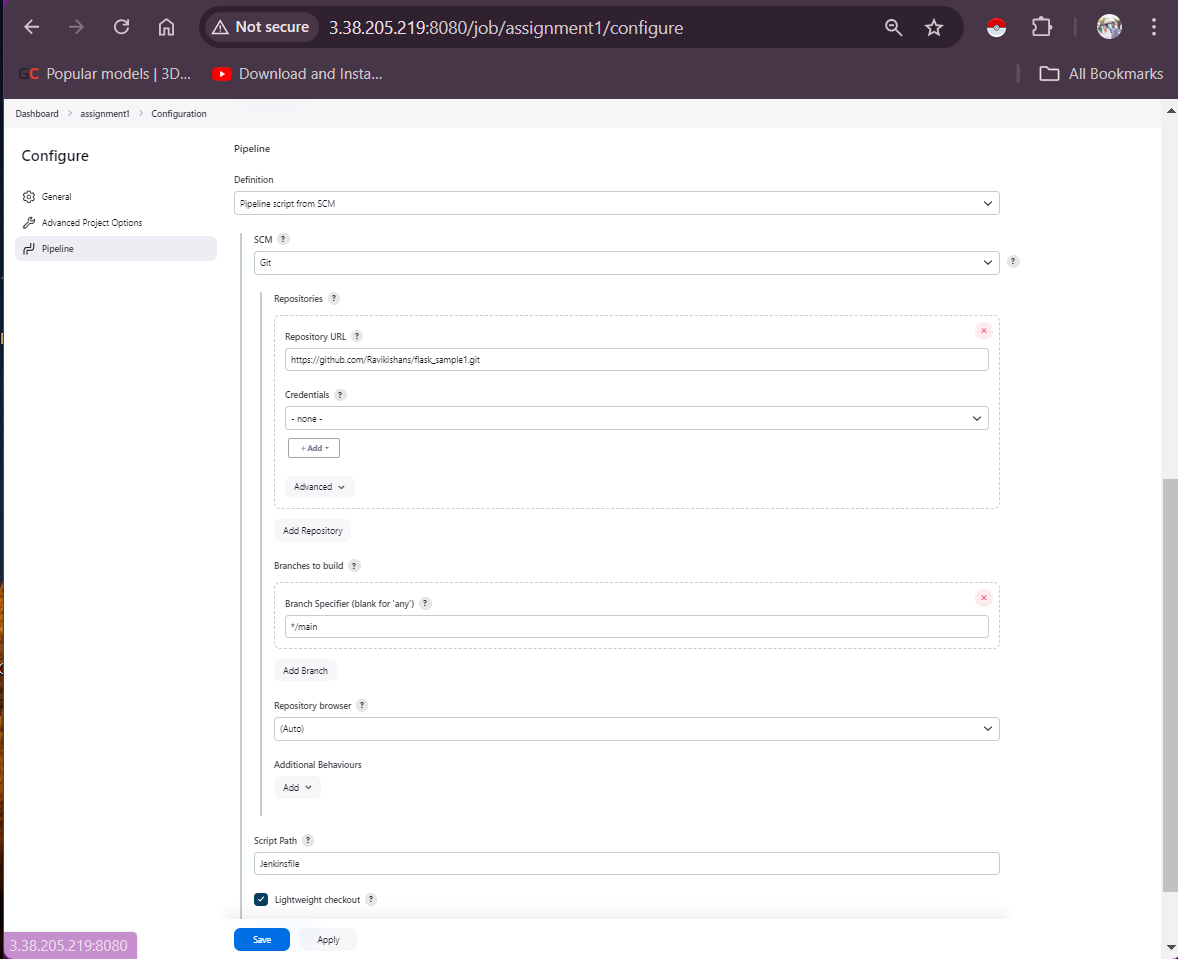 Not secure 3.38.205.219:8080/job/assignment1/configure
GC Popular models | 3D... Download and Insta... All Bookmarks
Dashboard > assignment1 > Configuration
Configure
General
Advanced Project Options
Pipeline
Pipeline
Definition
Pipeline script from SCM
SCM ?
Git
?
Repositories ?
×
Repository URL ?
https://github.com/Ravikishans/flask_sample1.git
Credentials ?
- none -
+ Add
Advanced
Add Repository
Branches to build ?
×
Branch Specifier (blank for 'any') ?
*/main
Add Branch
Repository browser ?
(Auto)
Additional Behaviours
Add
Script Path ?
Jenkinsfile
Lightweight checkout ?
Save Apply
3.38.205.219:8080